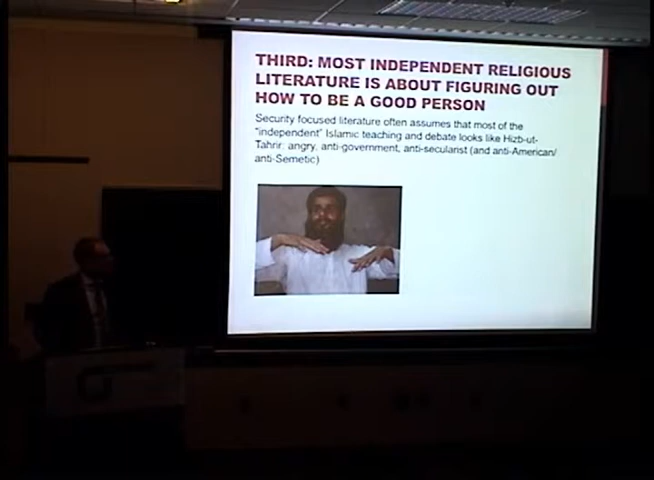 THIRD: MOST INDEPENDENT RELIGIOUS
LITERATURE IS ABOUT FIGURING OUT
HOW TO BE A GOOD PERSON
Security focused literature often assumes that most of the
"independent" Islamic teaching and debate looks like Hizb-ut-
Tahrir: angry, anti-government, anti-secularist (and anti-American/
anti-Semetic)